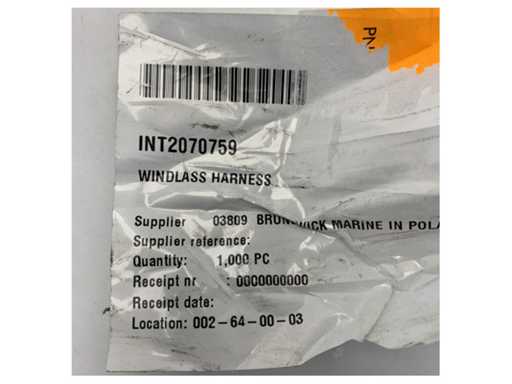 PN
INT2070759
WINDLASS HARNESS
Supplier 03809 BRUNSWICK MARINE IN POLA
Supplier reference:
Quantity: 1,000 PC
Receipt nr : 0000000000
Receipt date:
Location: 002-64-00-03